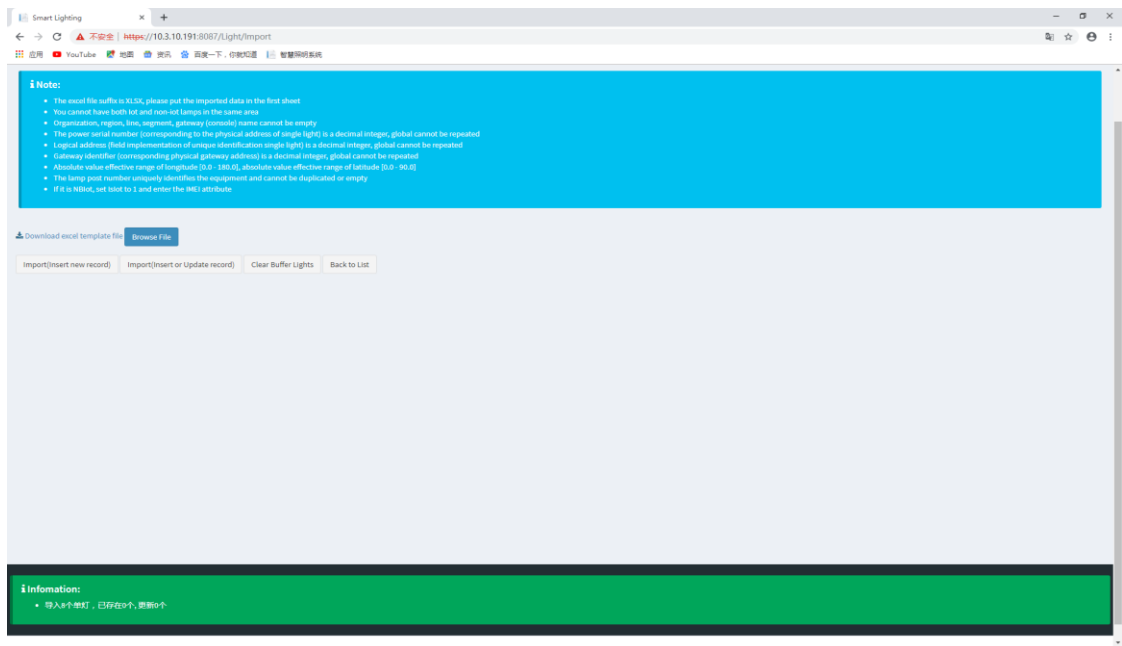 Smart Lighting
不安全 | https://10.3.10.191:8087/Light/Import
应用 YouTube 地图 资讯 百度一下，你就知道 智慧照明系统
Note:
The excel file suffix is XLSX, please put the imported data in the first sheet
You cannot have both iot and non-iot lamps in the same area
Organization, region, line, segment, gateway (console) name cannot be empty
The power serial number (corresponding to the physical address of single light) is a decimal integer, global cannot be repeated
Logical address (field implementation of unique identification single light) is a decimal integer, global cannot be repeated
Gateway identifier (corresponding physical gateway address) is a decimal integer, global cannot be repeated
Absolute value effective range of longitude [0.0 - 180.0], absolute value effective range of latitude [0.0 - 90.0]
The lamp post number uniquely identifies the equipment and cannot be duplicated or empty
If it is NBIot, set IsIot to 1 and enter the IMEI attribute
Download excel template file Browse File
Import(Insert new record) Import(Insert or Update record) Clear Buffer Lights Back to List
Infomation:
导入8个单灯，已存在0个, 更新0个